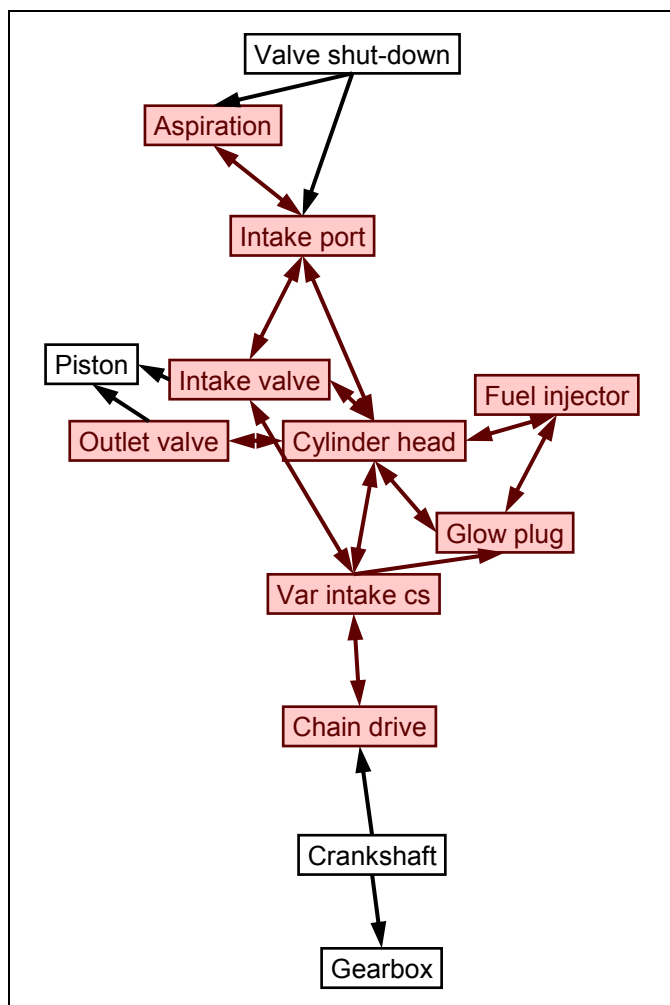 Valve shut-down
Aspiration
Intake port
Piston
Intake valve
Fuel injector
Outlet valve
Cylinder head
Glow plug
Var intake cs
Chain drive
Crankshaft
Gearbox